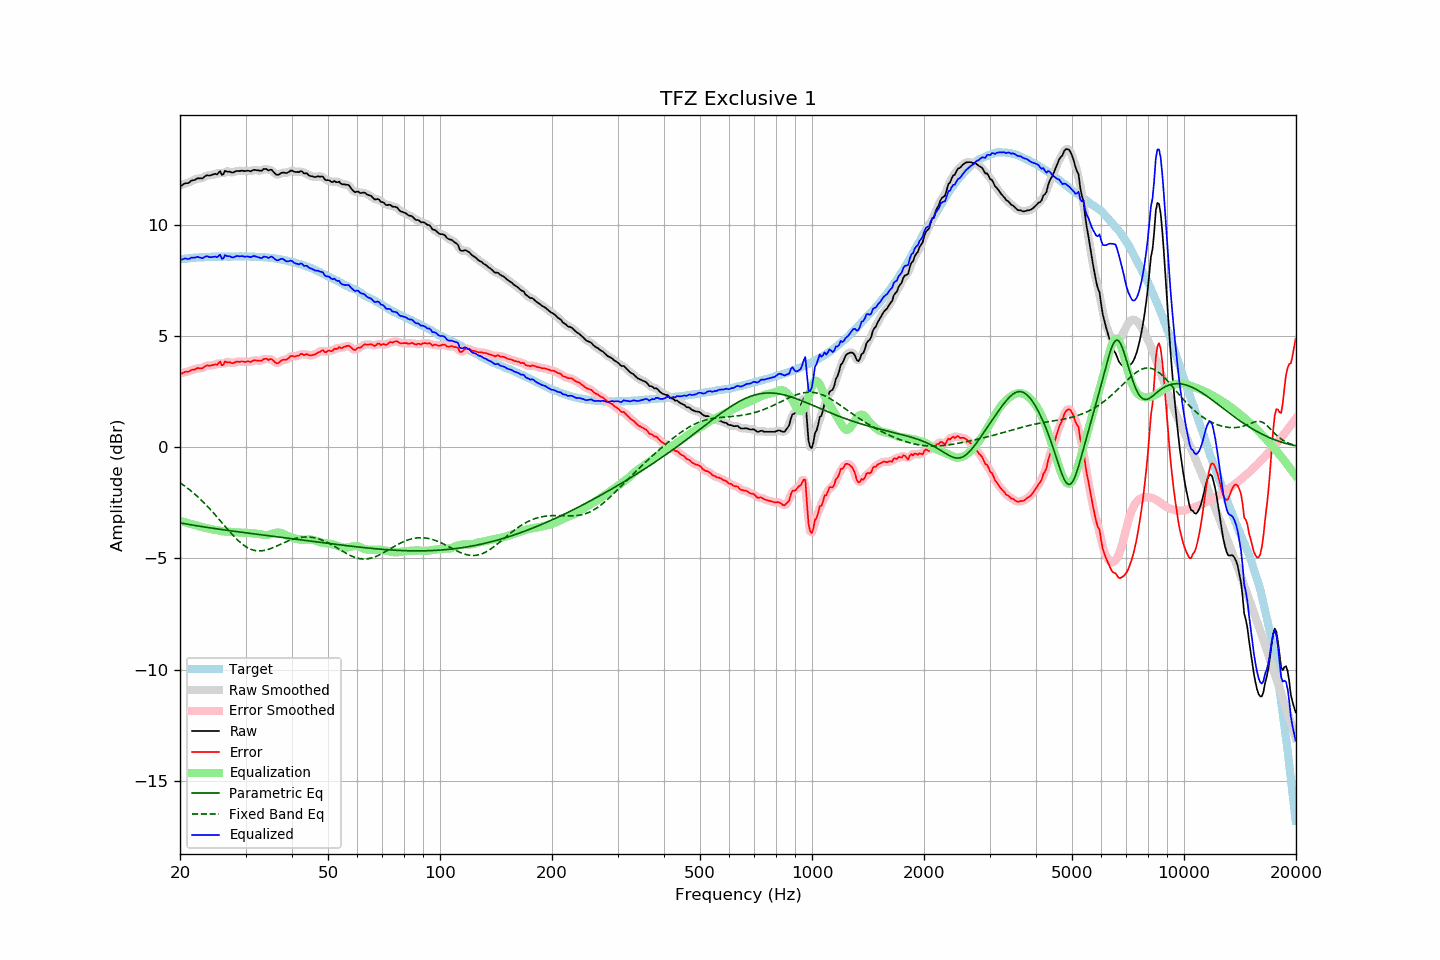 TFZ Exclusive 1
Amplitude (dBr)
10
5
0
−5
−10
−15
Target
Raw Smoothed
Error Smoothed
Raw
Error
Equalization
Parametric Eq
Fixed Band Eq
Equalized
20 50 100 200 500 1000 2000 5000 10000 20000
Frequency (Hz)